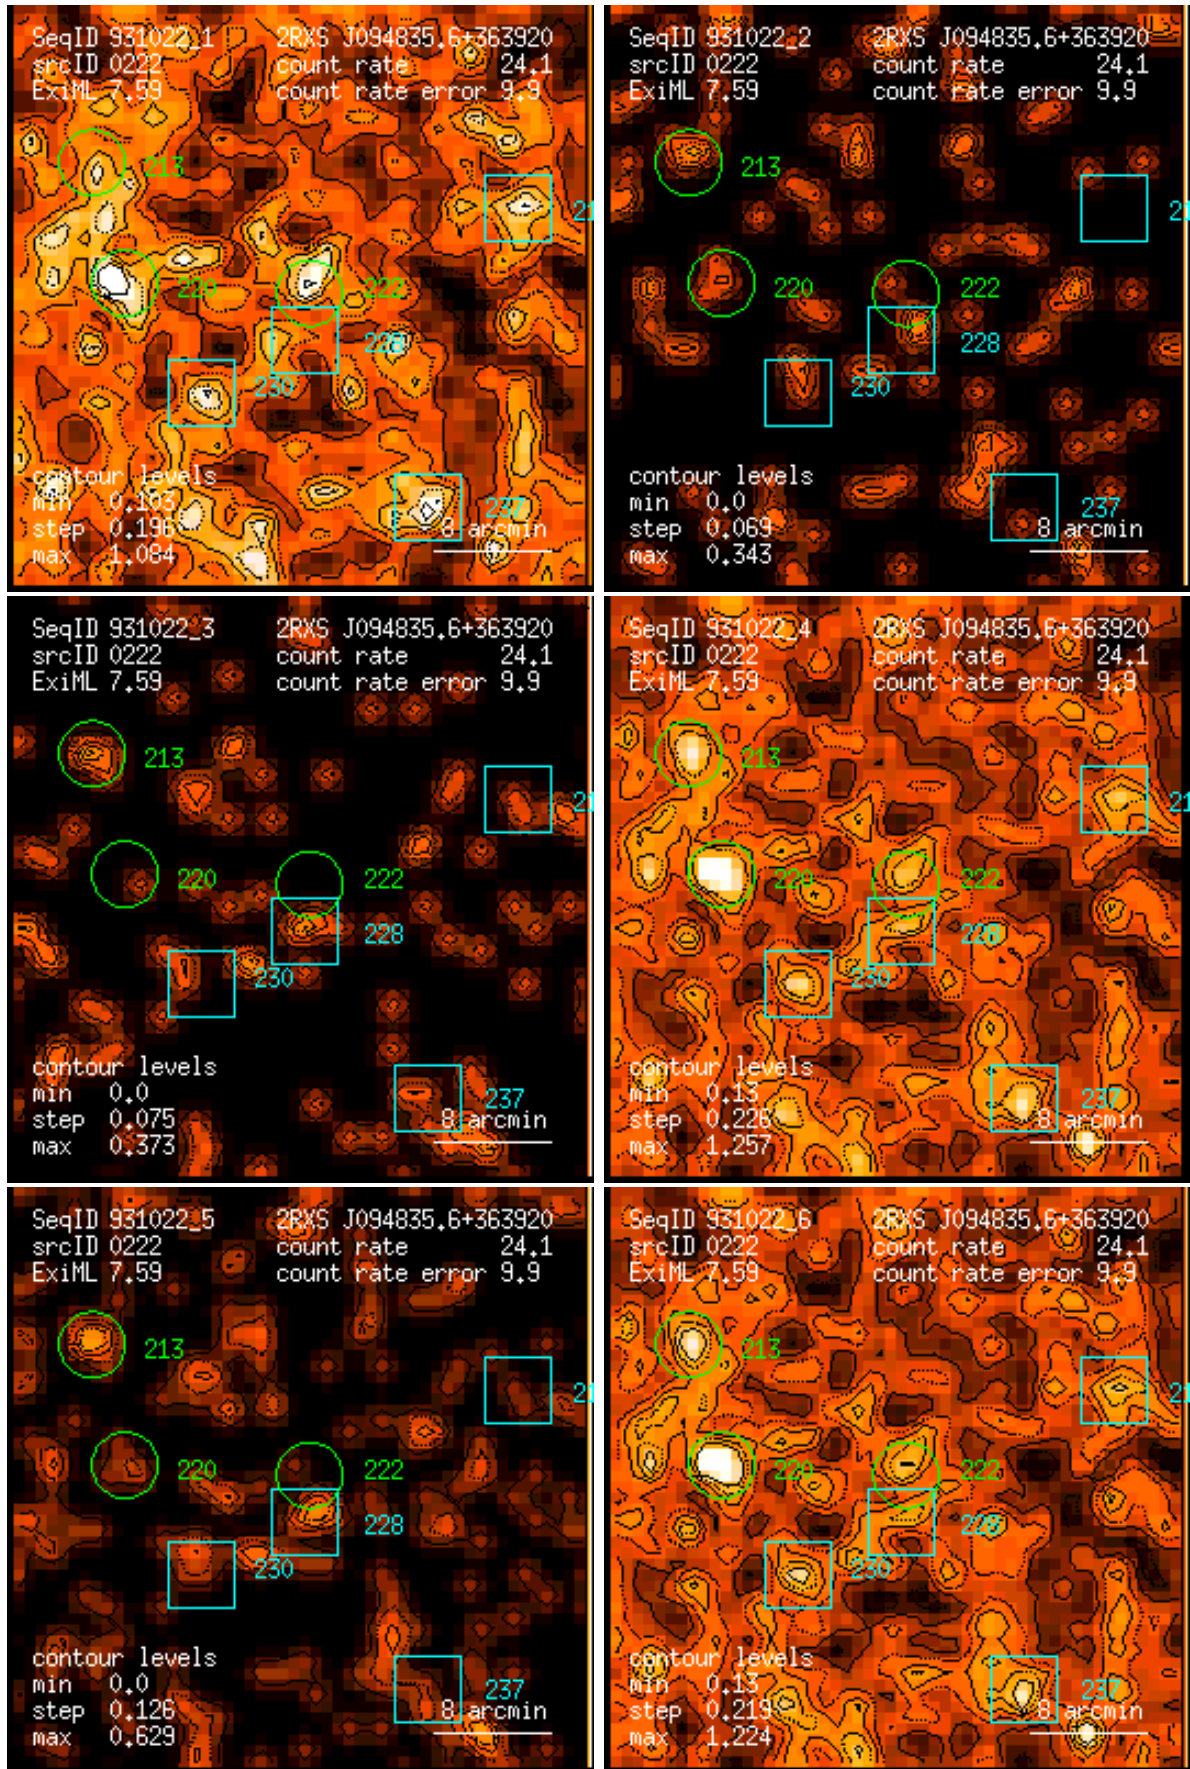 SeqID 931022_1 2RXS J094835.6+363920
srcID 0222 count rate 24.1
ExiML 7.59 count rate error 9.9
213
21
220
222
228
230
contour levels
min 0.103
237
step 0.196
8 arcmin
max 1.084
SeqID 931022_2 2RXS J094835.6+363920
srcID 0222 count rate 24.1
ExiML 7.59 count rate error 9.9
213
21
220
222
228
230
contour levels
min 0.0
237
step 0.069
8 arcmin
max 0.343
SeqID 931022_3 2RXS J094835.6+363920
srcID 0222 count rate 24.1
ExiML 7.59 count rate error 9.9
213
21
220
222
228
230
contour levels
min 0.0
237
step 0.075
8 arcmin
max 0.373
SeqID 931022_4 2RXS J094835.6+363920
srcID 0222 count rate 24.1
ExiML 7.59 count rate error 9.9
213
21
220
222
228
230
contour levels
min 0.13
237
step 0.226
8 arcmin
max 1.257
SeqID 931022_5 2RXS J094835.6+363920
srcID 0222 count rate 24.1
ExiML 7.59 count rate error 9.9
213
21
220
222
228
230
contour levels
min 0.0
237
step 0.126
8 arcmin
max 0.629
SeqID 931022_6 2RXS J094835.6+363920
srcID 0222 count rate 24.1
ExiML 7.59 count rate error 9.9
213
21
220
222
228
230
contour levels
min 0.13
237
step 0.219
8 arcmin
max 1.224